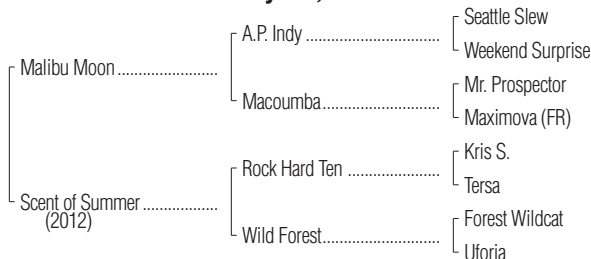 Seattle Slew
A.P. Indy
Weekend Surprise
Malibu Moon
Mr. Prospector
Macoumba
Maximova (FR)
Kris S.
Rock Hard Ten
Tersa
Scent of Summer
(2012)
Forest Wildcat
Wild Forest
Uforia